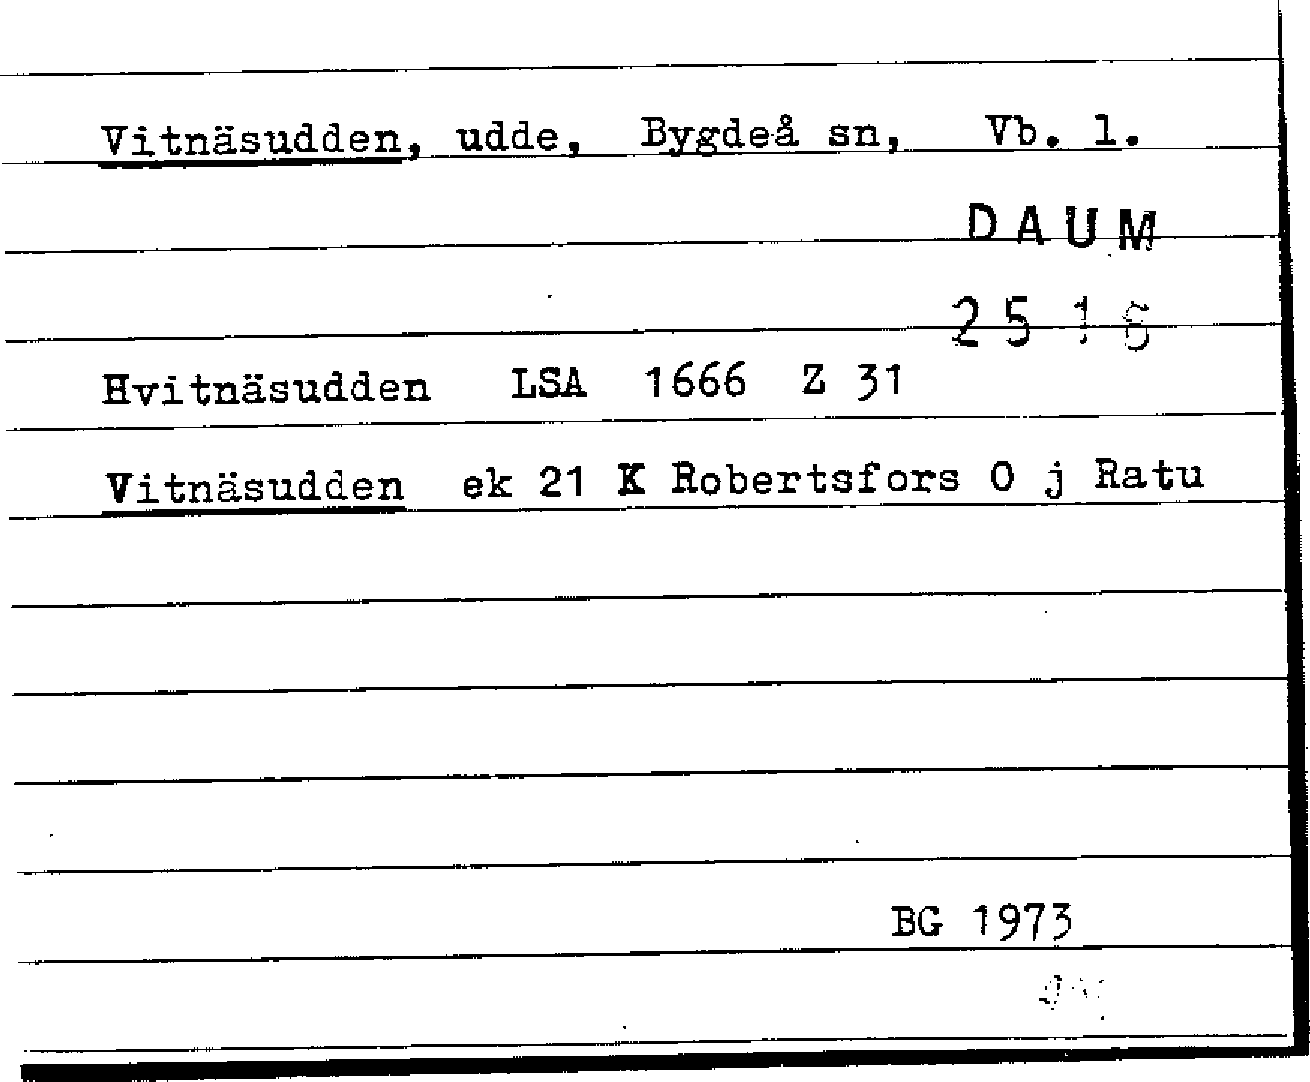 Vitnäsudden, udde, Bygdeå sn, Vb. l.
DAUM
2516
Hvitnäsudden LSA 1666 Z 31
Vitnäsudden ek 21 K Robertsfors O j Ratu
BG 1973